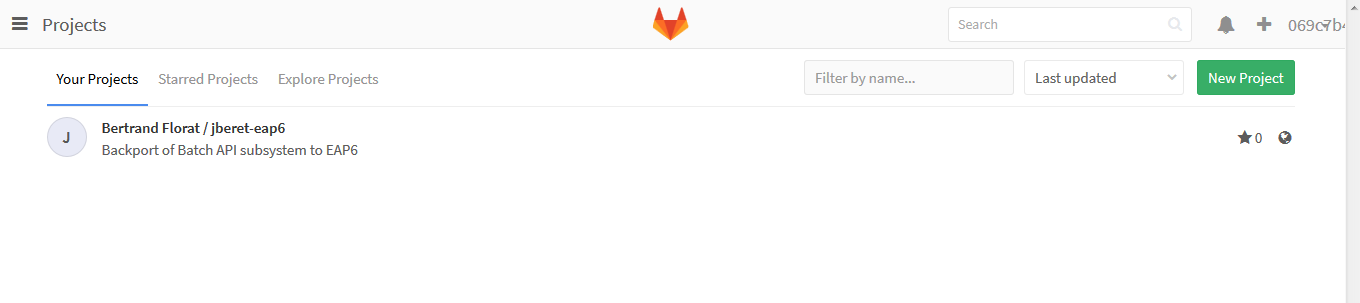 Projects
Search
069c7b4
Your Projects Starred Projects Explore Projects
Filter by name... Last updated New Project
J
Bertrand Florat / jberet-eap6
Backport of Batch API subsystem to EAP6
0